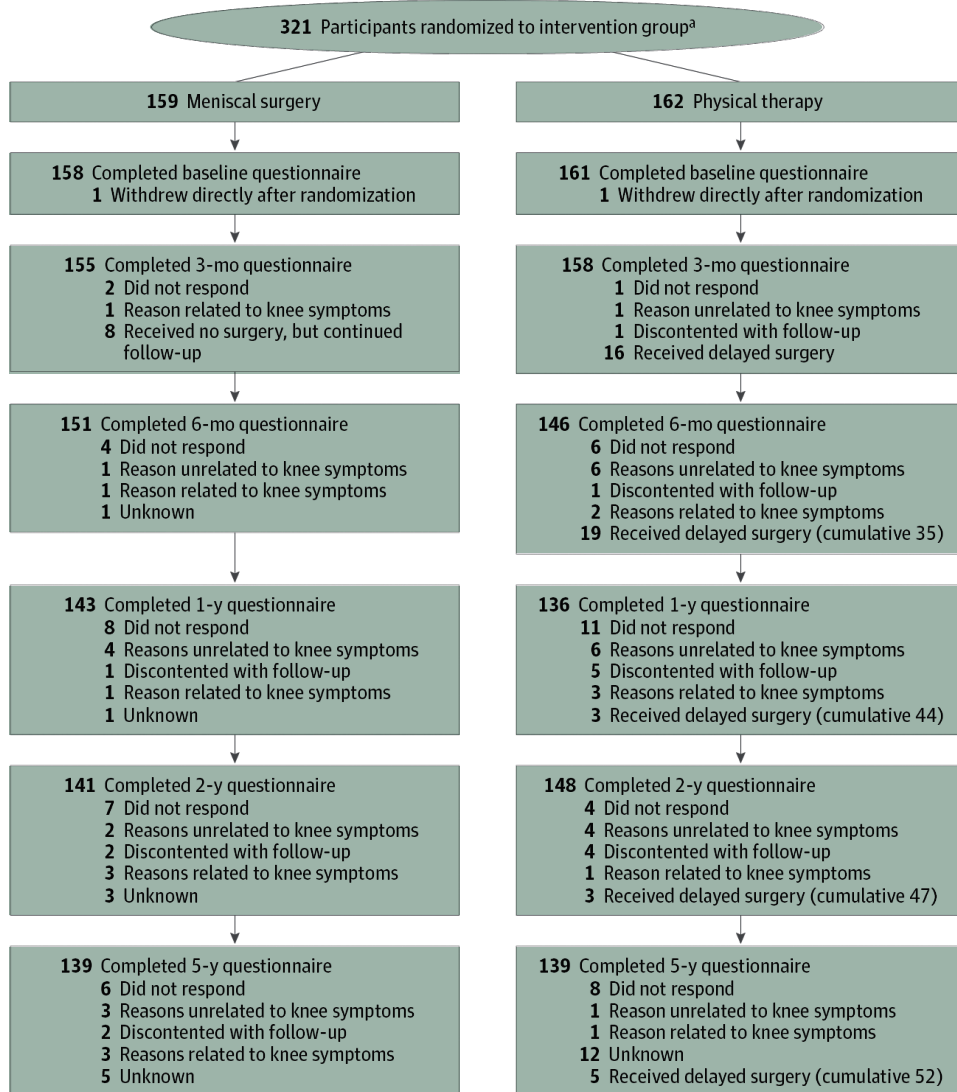 321 Participants randomized to intervention groupa
159 Meniscal surgery
158 Completed baseline questionnaire
1 Withdrew directly after randomization
155 Completed 3-mo questionnaire
2 Did not respond
1 Reason related to knee symptoms
8 Received no surgery, but continued
follow-up
151 Completed 6-mo questionnaire
4 Did not respond
1 Reason unrelated to knee symptoms
1 Reason related to knee symptoms
1 Unknown
143 Completed 1-y questionnaire
8 Did not respond
4 Reasons unrelated to knee symptoms
1 Discontented with follow-up
1 Reason related to knee symptoms
1 Unknown
141 Completed 2-y questionnaire
7 Did not respond
2 Reasons unrelated to knee symptoms
2 Discontented with follow-up
3 Reasons related to knee symptoms
3 Unknown
139 Completed 5-y questionnaire
6 Did not respond
3 Reasons unrelated to knee symptoms
2 Discontented with follow-up
3 Reasons related to knee symptoms
5 Unknown
162 Physical therapy
161 Completed baseline questionnaire
1 Withdrew directly after randomization
158 Completed 3-mo questionnaire
1 Did not respond
1 Reason unrelated to knee symptoms
1 Discontented with follow-up
16 Received delayed surgery
146 Completed 6-mo questionnaire
6 Did not respond
6 Reasons unrelated to knee symptoms
1 Discontented with follow-up
2 Reasons related to knee symptoms
19 Received delayed surgery (cumulative 35)
136 Completed 1-y questionnaire
11 Did not respond
6 Reasons unrelated to knee symptoms
5 Discontented with follow-up
3 Reasons related to knee symptoms
3 Received delayed surgery (cumulative 44)
148 Completed 2-y questionnaire
4 Did not respond
4 Reasons unrelated to knee symptoms
4 Discontented with follow-up
1 Reason related to knee symptoms
3 Received delayed surgery (cumulative 47)
139 Completed 5-y questionnaire
8 Did not respond
1 Reason unrelated to knee symptoms
1 Reason related to knee symptoms
12 Unknown
5 Received delayed surgery (cumulative 52)